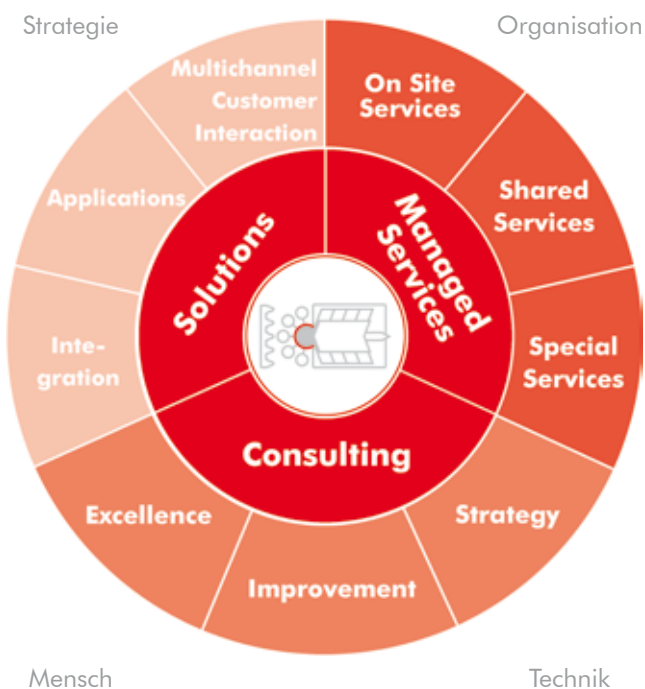 Strategie
Organisation
Multichannel
Customer
Interaction
On Site
Services
Applications
Shared
Services
Solutions
Managed
Services
Inte-
gration
Special
Services
Consulting
Excellence
Strategy
Improvement
Mensch
Technik